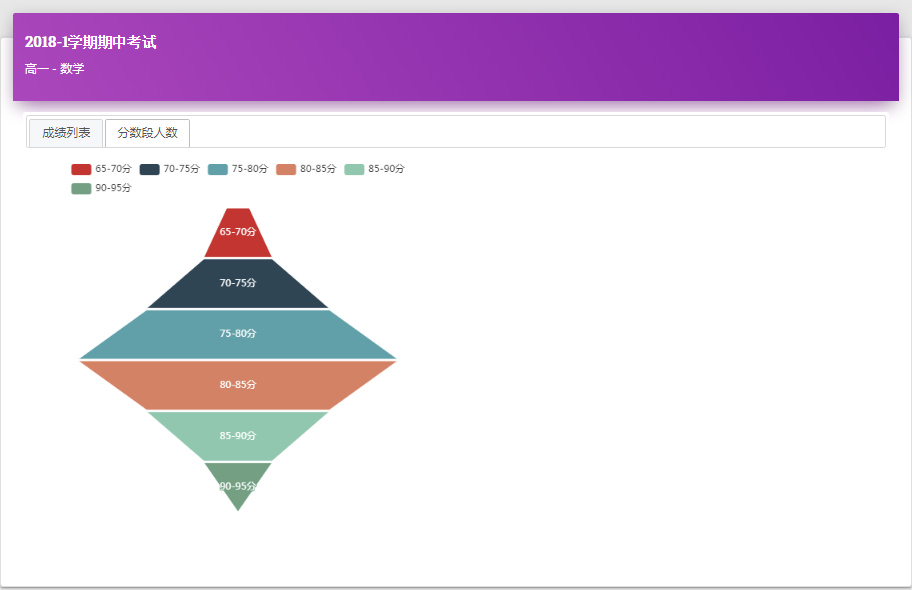 2018-1学期期中考试
高一 - 数学
成绩列表 分数段人数
65-70分 70-75分 75-80分 80-85分 85-90分
90-95分
65-70分
70-75分
75-80分
80-85分
85-90分
90-95分